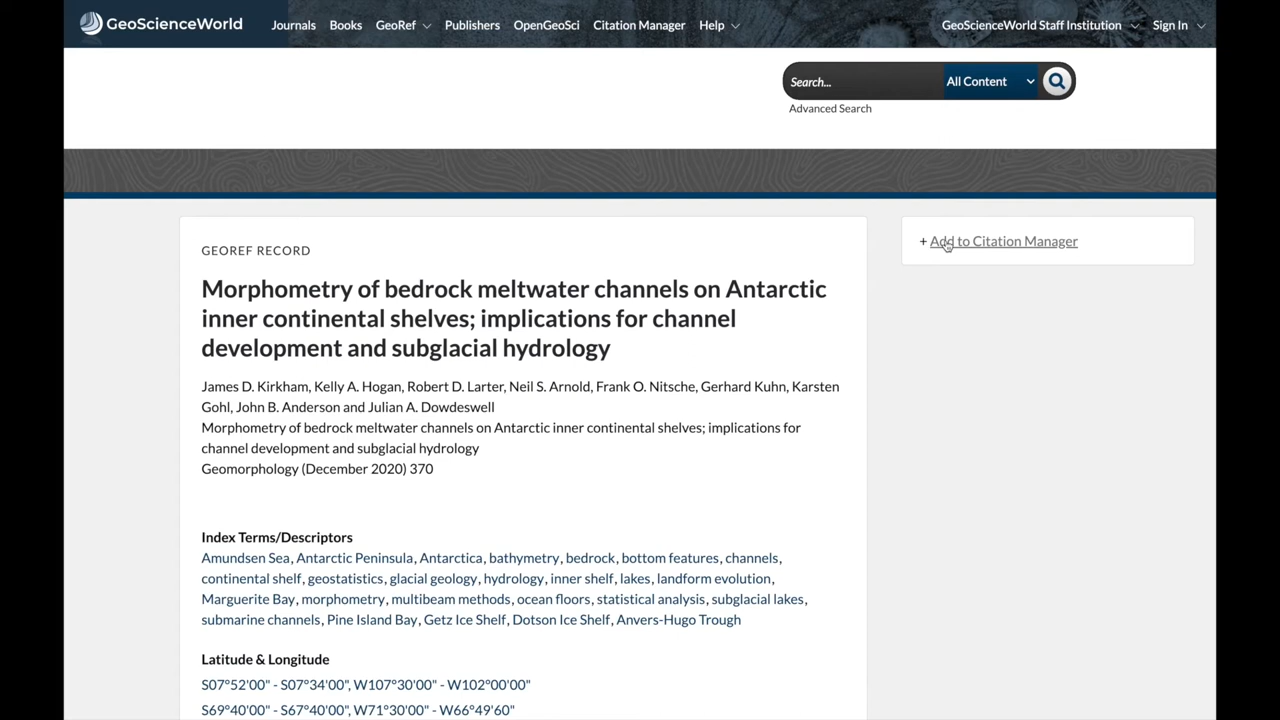 GeoScienceWorld Journals Books GeoRef Publishers OpenGeoSci Citation Manager Help GeoScienceWorld Staff Institution Sign In
Search... All Content
Advanced Search
+ Add to Citation Manager
GEOREF RECORD
Morphometry of bedrock meltwater channels on Antarctic
inner continental shelves; implications for channel
development and subglacial hydrology
James D. Kirkham, Kelly A. Hogan, Robert D. Larter, Neil S. Arnold, Frank O. Nitsche, Gerhard Kuhn, Karsten
Gohl, John B. Anderson and Julian A. Dowdeswell
Morphometry of bedrock meltwater channels on Antarctic inner continental shelves; implications for
channel development and subglacial hydrology
Geomorphology (December 2020) 370
Index Terms/Descriptors
Amundsen Sea, Antarctic Peninsula, Antarctica, bathymetry, bedrock, bottom features, channels,
continental shelf, geostatistics, glacial geology, hydrology, inner shelf, lakes, landform evolution,
Marguerite Bay, morphometry, multibeam methods, ocean floors, statistical analysis, subglacial lakes,
submarine channels, Pine Island Bay, Getz Ice Shelf, Dotson Ice Shelf, Anvers-Hugo Trough
Latitude & Longitude
S07°52'00" - S07°34'00", W107°30'00" - W102°00'00"
S69°40'00" - S67°40'00", W71°30'00" - W66°49'60"